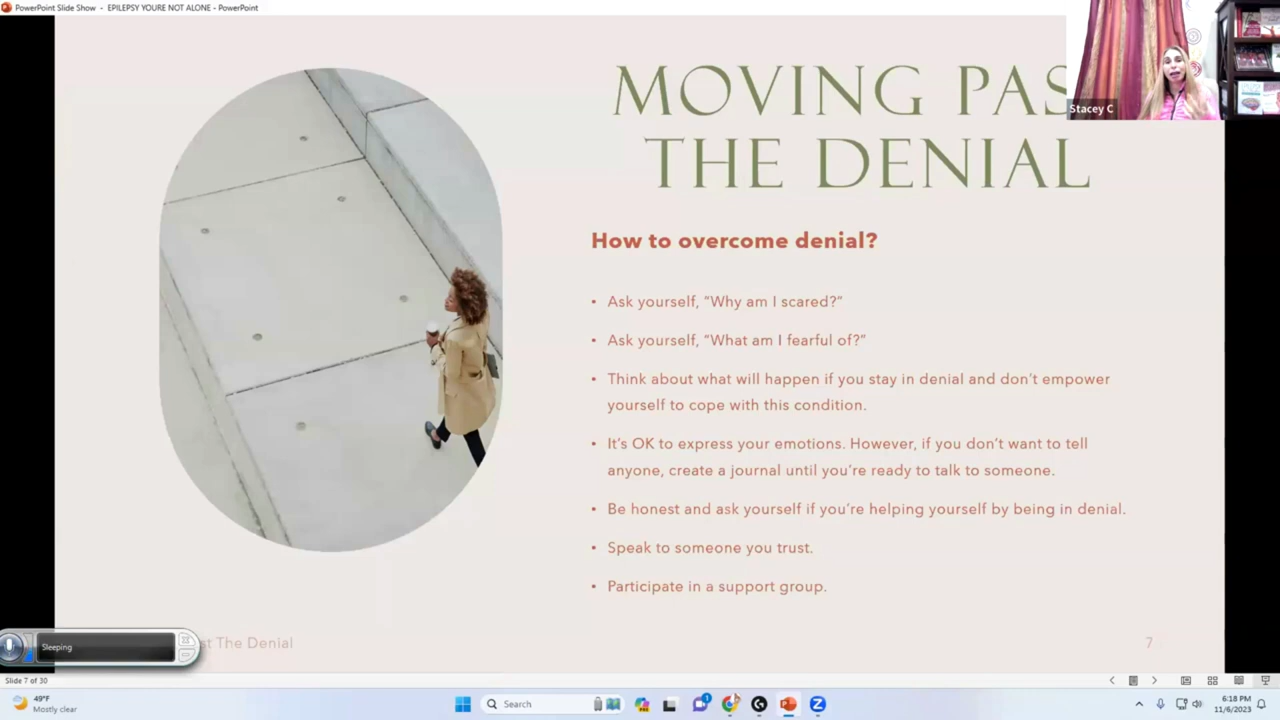 PowerPoint Slide Show - EPILEPSY YOURE NOT ALONE - PowerPoint
MOVING PAS
THE DENIAL
Stacey C
How to overcome denial?
• Ask yourself, “Why am I scared?”
• Ask yourself, “What am I fearful of?”
• Think about what will happen if you stay in denial and don’t empower
yourself to cope with this condition.
• It’s OK to express your emotions. However, if you don’t want to tell
anyone, create a journal until you’re ready to talk to someone.
• Be honest and ask yourself if you’re helping yourself by being in denial.
• Speak to someone you trust.
• Participate in a support group.
Sleeping
st The Denial
7
Slide 7 of 30
49°F
Mostly clear
Search
1
6:18 PM
11/6/2023